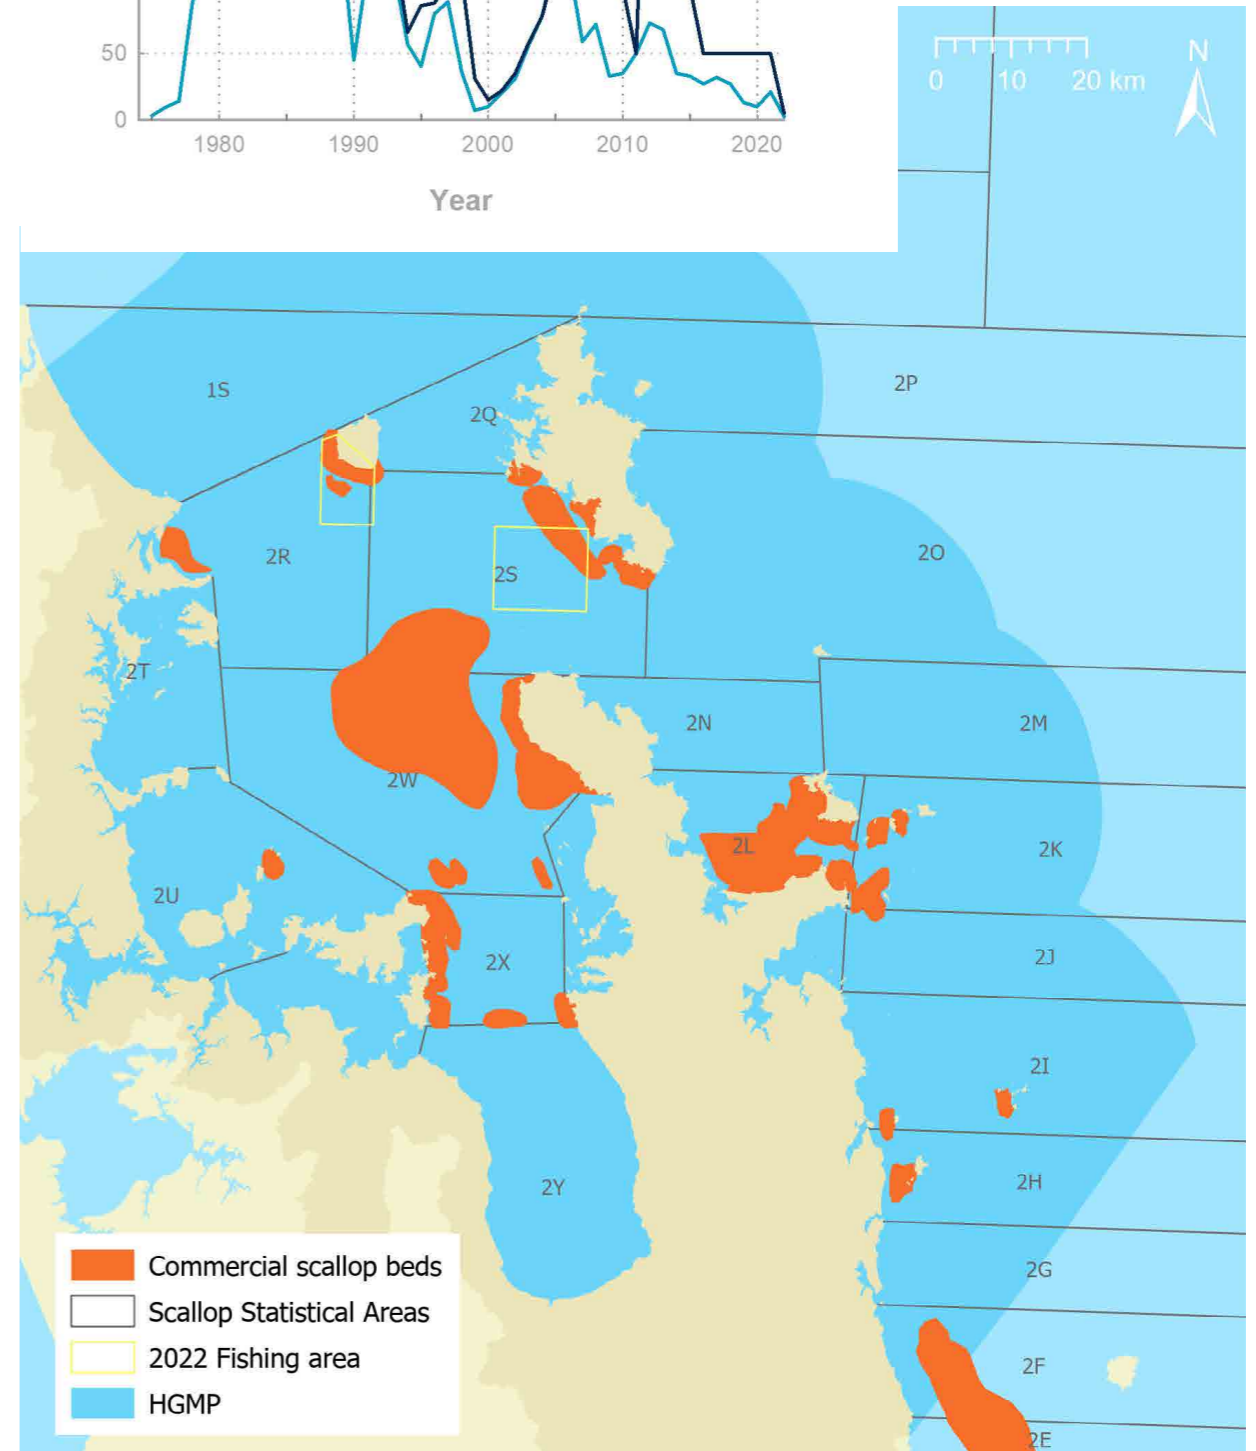 50
0
1980 1990 2000 2010 2020
Year
0 10 20 km
N
1S
2P
2Q
2R
2S
2O
2T
2N
2M
2W
2L
2K
2U
2X
2J
2I
2Y
2H
2G
2F
2E
Commercial scallop beds
Scallop Statistical Areas
2022 Fishing area
HGMP